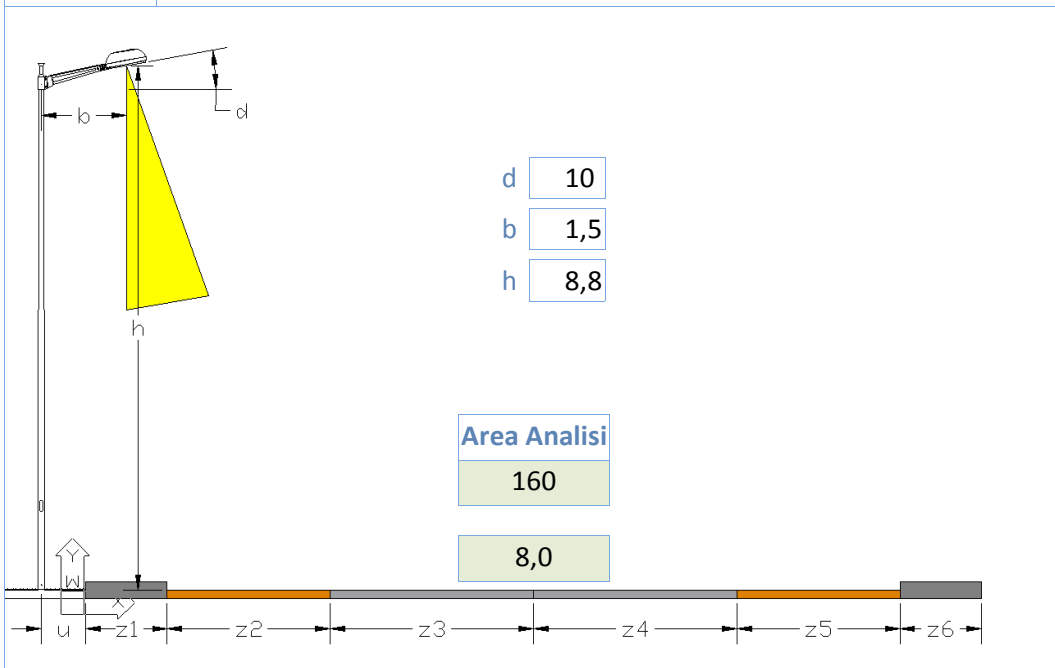 d
b
d 10
b 1,5
h 8,8
h
Area Analisi
160
8,0
Y
W
X
u z1 z2 z3 z4 z5 z6